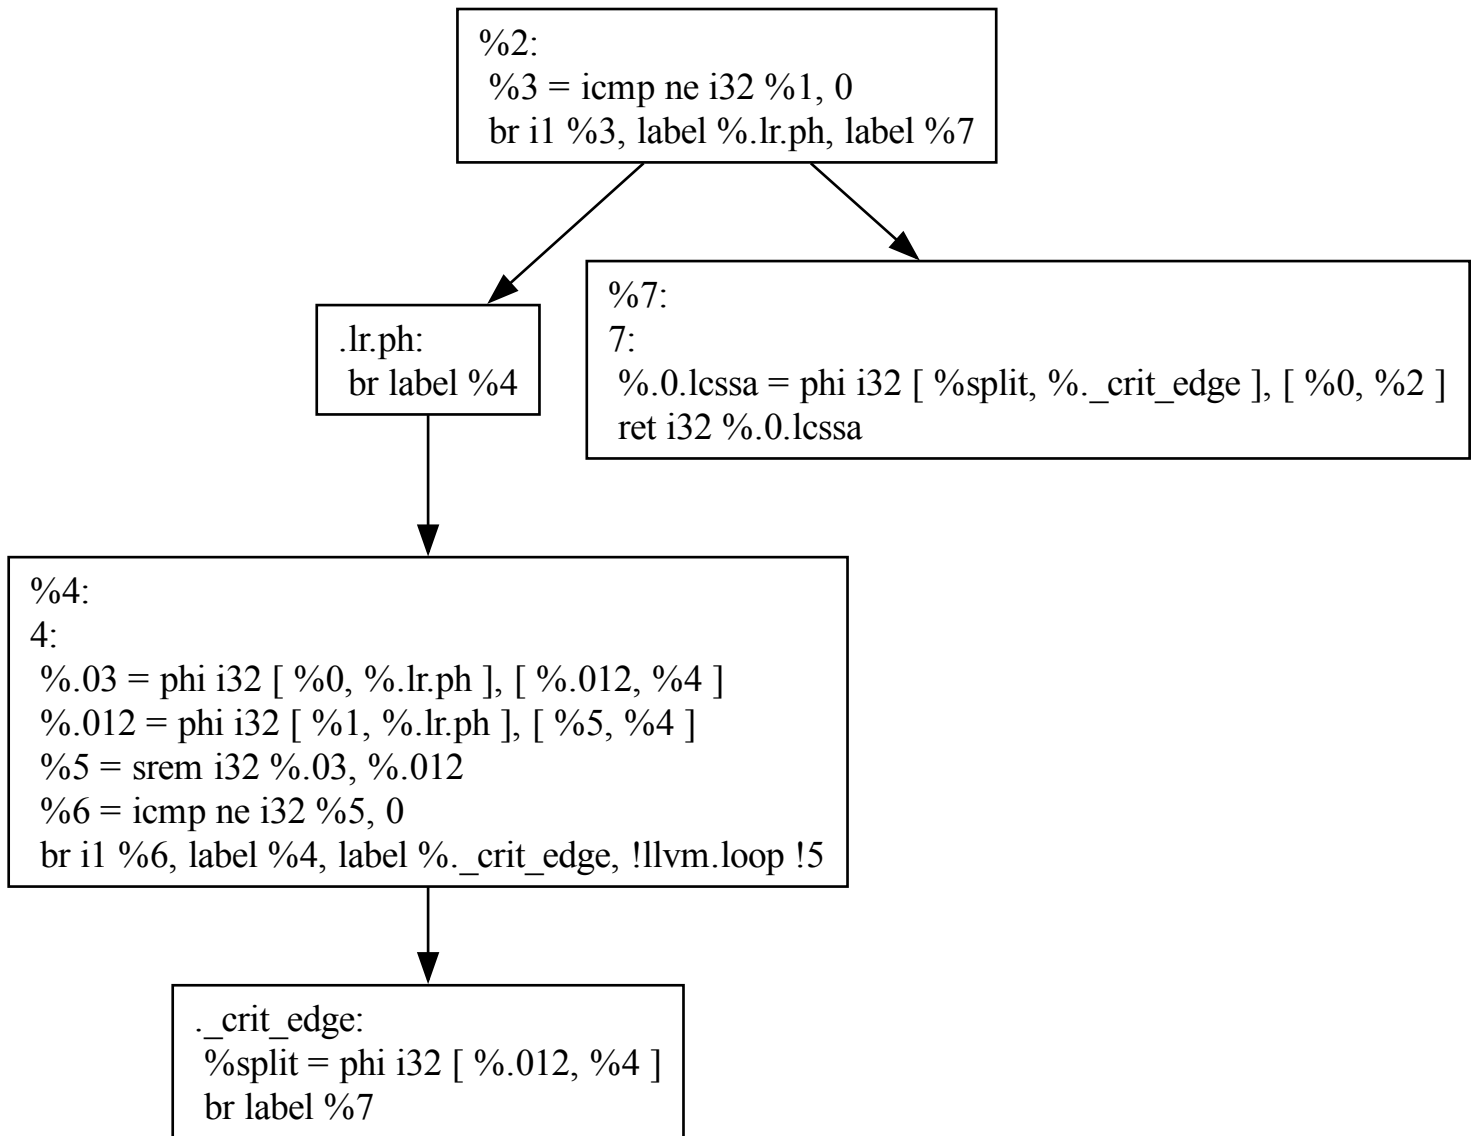 %2:
%3 = icmp ne i32 %1, 0
br i1 %3, label %.lr.ph, label %7
.lr.ph:
br label %4
%7:
7:
%.0.lcssa = phi i32 [ %split, %._crit_edge ], [ %0, %2 ]
ret i32 %.0.lcssa
%4:
4:
%.03 = phi i32 [ %0, %.lr.ph ], [ %.012, %4 ]
%.012 = phi i32 [ %1, %.lr.ph ], [ %5, %4 ]
%5 = srem i32 %.03, %.012
%6 = icmp ne i32 %5, 0
br i1 %6, label %4, label %._crit_edge, !llvm.loop !5
._crit_edge:
%split = phi i32 [ %.012, %4 ]
br label %7